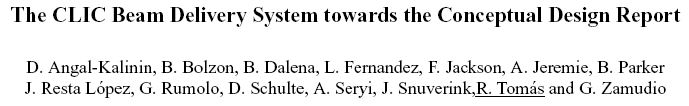 The CLIC Beam Delivery System towards the Conceptual Design Report
D. Angal-Kalinin, B. Bolzon, B. Dalena, L. Fernandez, F. Jackson, A. Jeremie, B. Parker
J. Resta López, G. Rumolo, D. Schulte, A. Seryi, J. Snuverink,R. Tomás and G. Zamudio